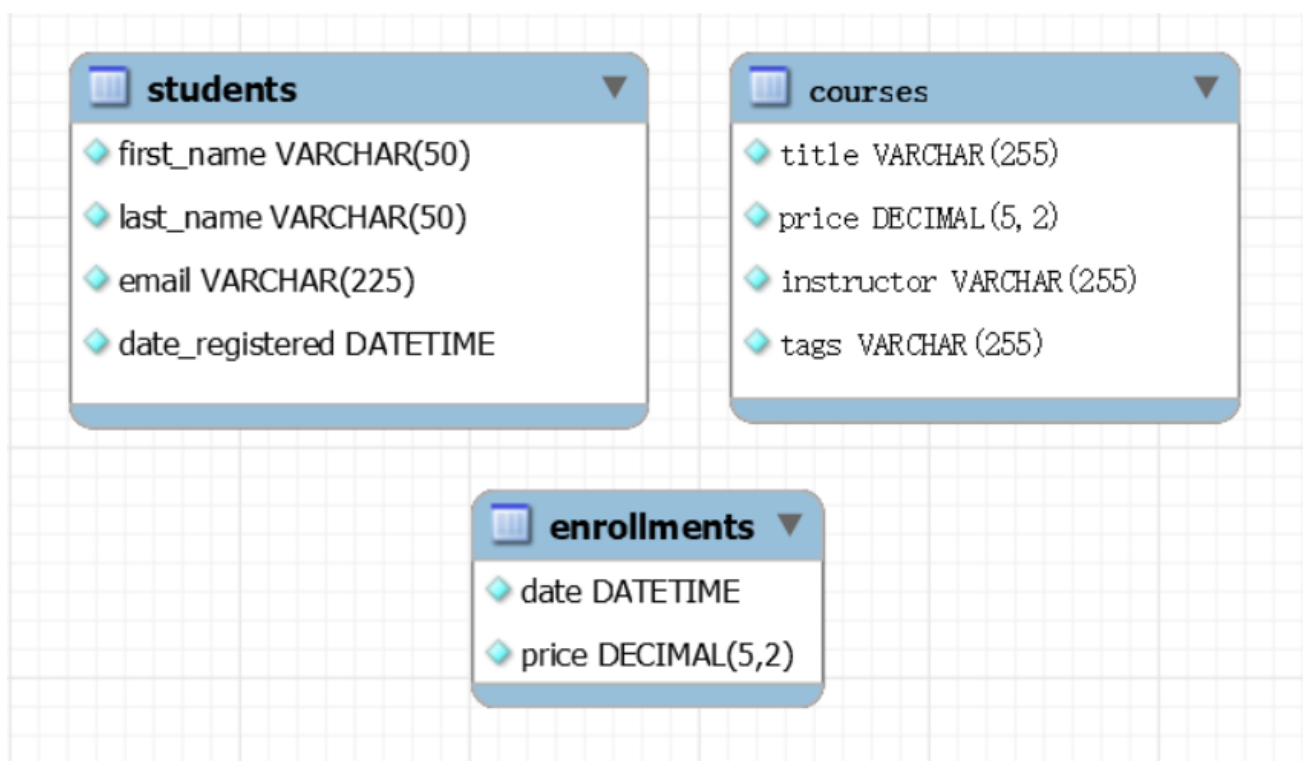 students
first_name VARCHAR(50)
last_name VARCHAR(50)
email VARCHAR(225)
date_registered DATETIME
courses
title VARCHAR(255)
price DECIMAL(5, 2)
instructor VARCHAR(255)
tags VARCHAR(255)
enrollments
date DATETIME
price DECIMAL(5,2)